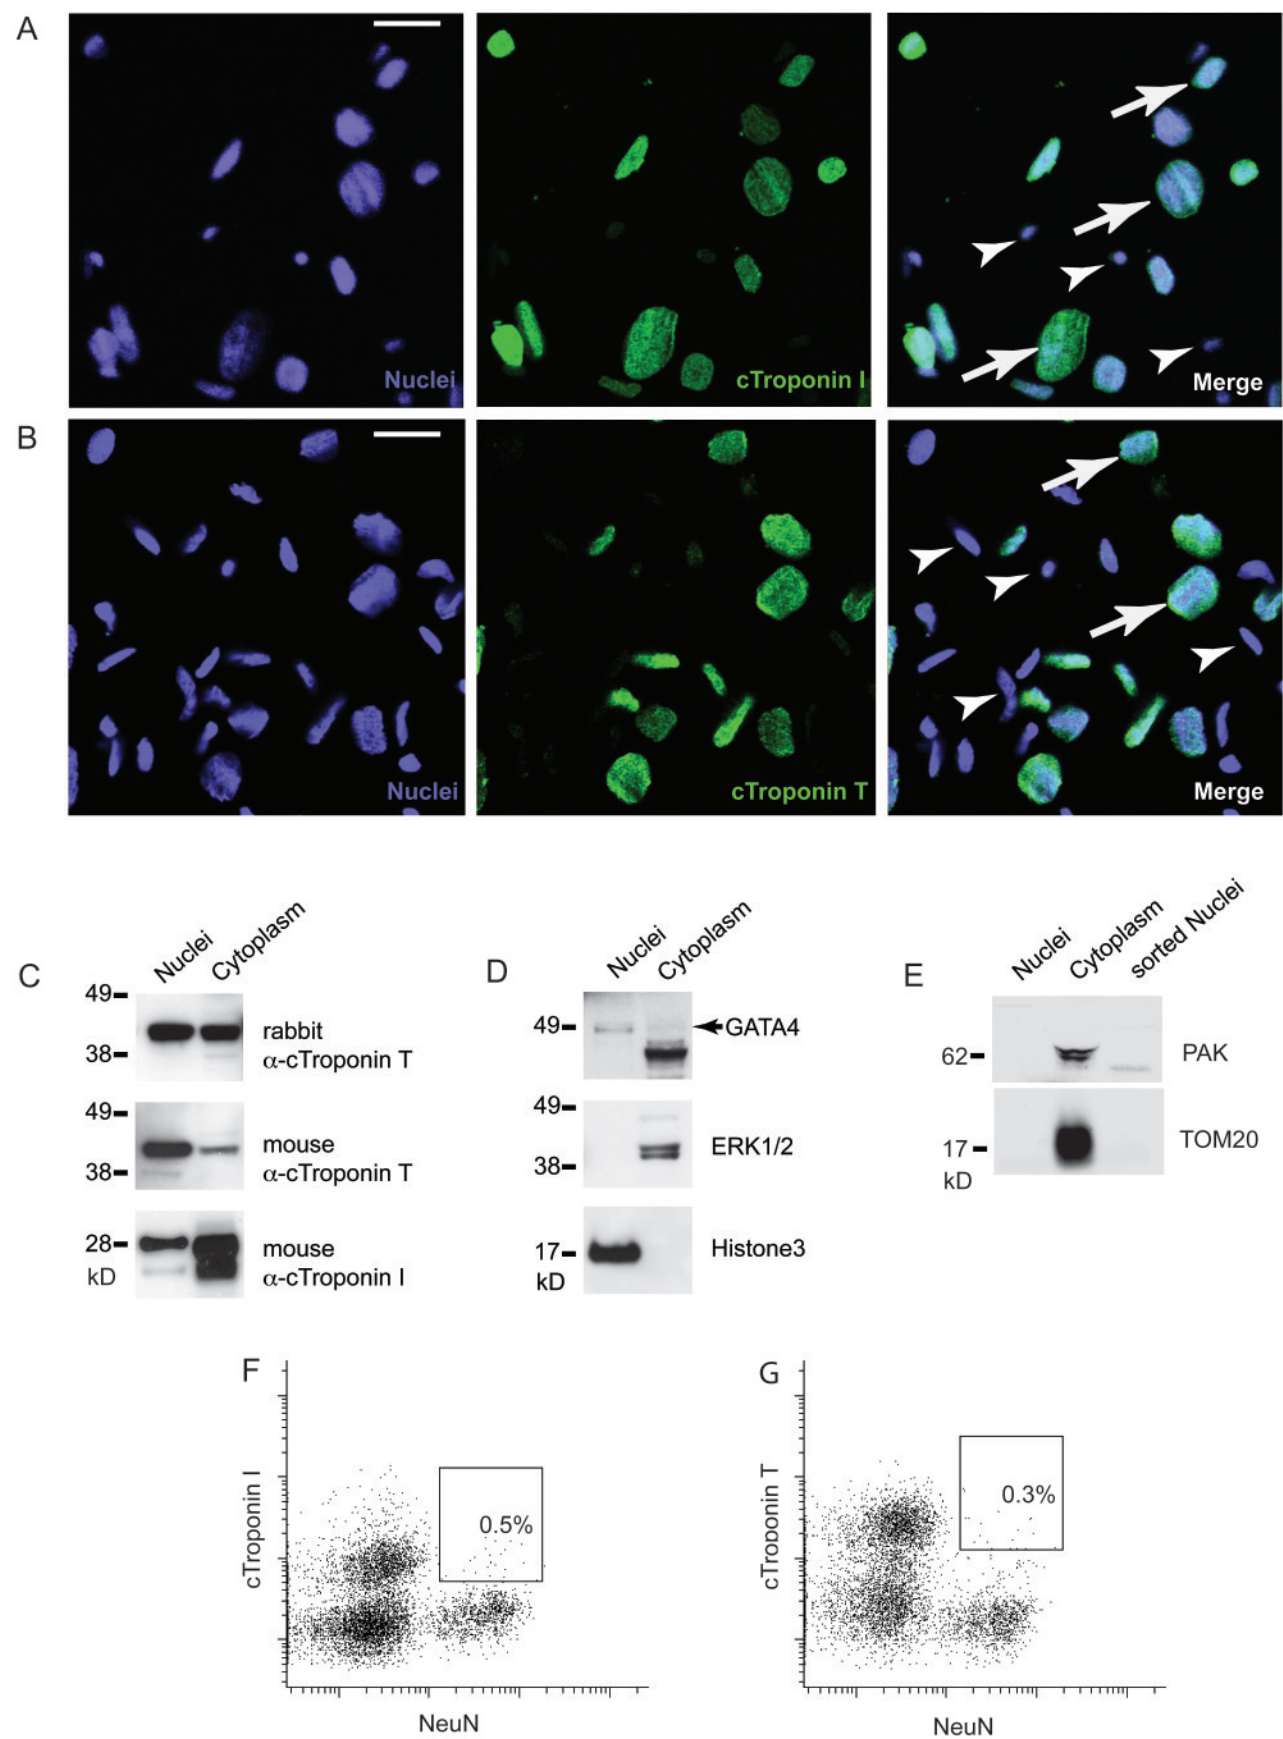 A
Nuclei
cTroponin I
Merge
B
Nuclei
cTroponin T
Merge
C
Nuclei
Cytoplasm
49
38
rabbit
α-cTroponin T
49
38
mouse
α-cTroponin T
28
kD
mouse
α-cTroponin I
D
Nuclei
Cytoplasm
49
GATA4
49
38
ERK1/2
17
kD
Histone3
E
Nuclei
Cytoplasm
sorted Nuclei
62
PAK
17
kD
TOM20
F
cTroponin I
0.5%
NeuN
G
cTroponin T
0.3%
NeuN